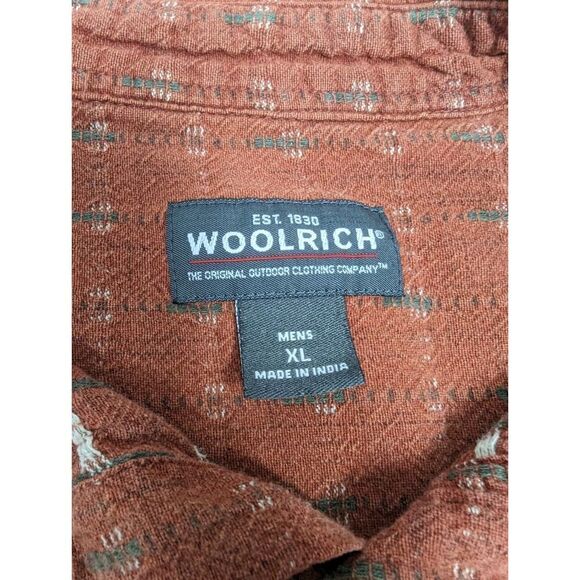 EST. 1830
WOOLRICH®
THE ORIGINAL OUTDOOR CLOTHING COMPANY™
MENS
XL
MADE IN INDIA